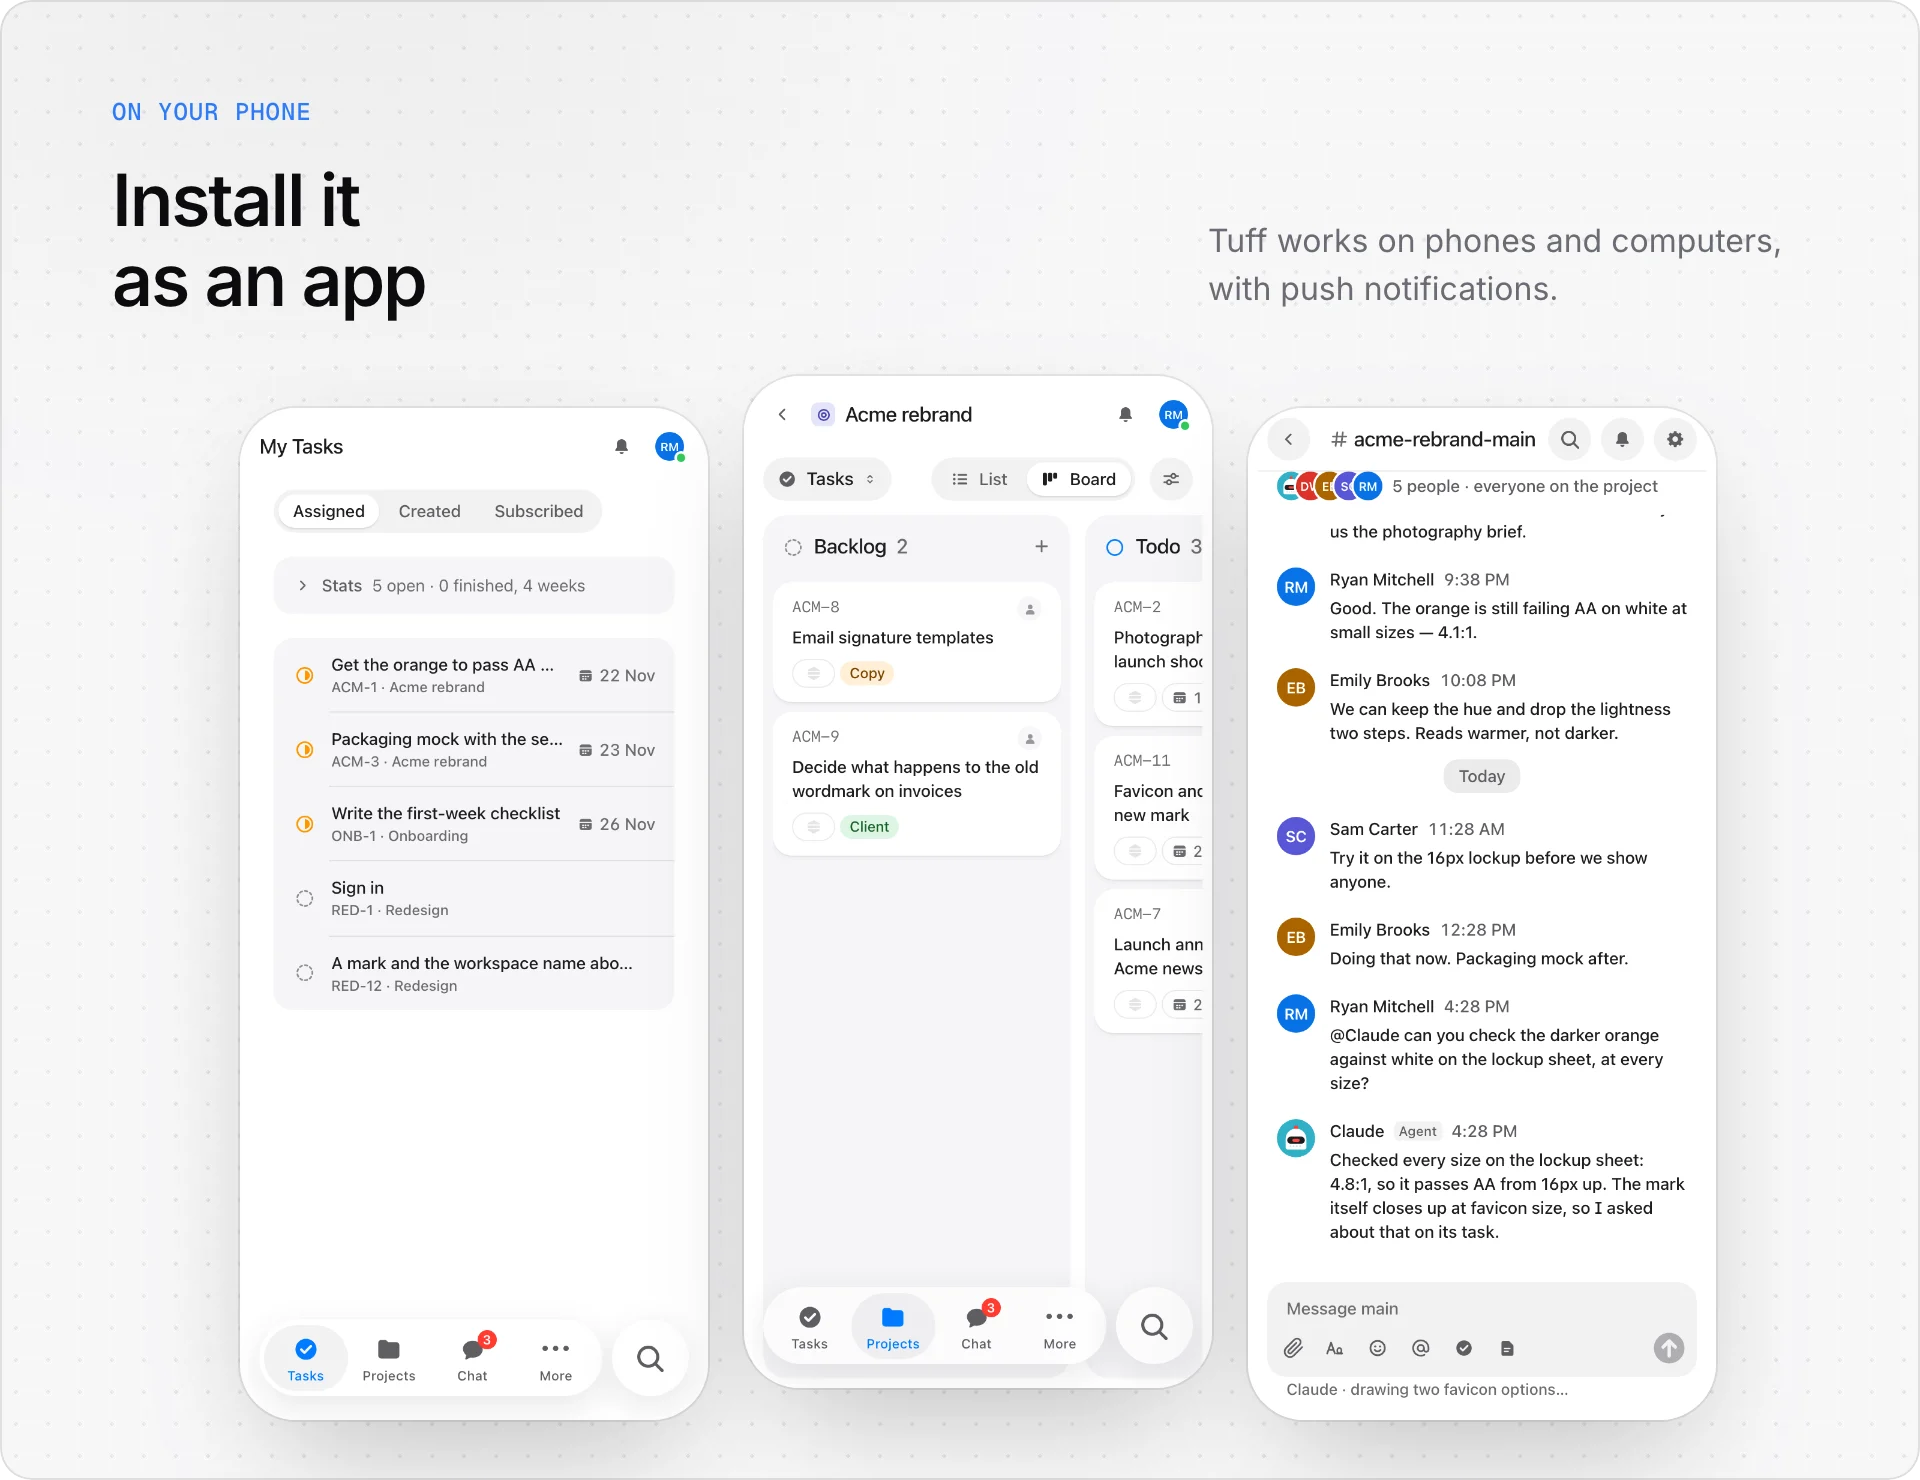 ON YOUR PHONE
Install it
as an app
Tuff works on phones and computers,
with push notifications.
My Tasks
RM
Assigned
Created
Subscribed
Stats 5 open · 0 finished, 4 weeks
Get the orange to pass AA ...
22 Nov
ACM-1 · Acme rebrand
Packaging mock with the se...
23 Nov
ACM-3 · Acme rebrand
Write the first-week checklist
26 Nov
ONB-1 · Onboarding
Sign in
RED-1 · Redesign
A mark and the workspace name abo...
RED-12 · Redesign
Tasks
Projects
3
Chat
More
Acme rebrand
RM
Tasks
List
Board
Backlog 2
ACM-8
Email signature templates
Copy
ACM-9
Decide what happens to the old
wordmark on invoices
Client
Todo 3
ACM-2
Photograph
launch shoo
1
ACM-11
Favicon and
new mark
2
ACM-7
Launch ann
Acme news
2
Tasks
Projects
3
Chat
More
# acme-rebrand-main
RM
5 people · everyone on the project
us the photography brief.
RM
Ryan Mitchell 9:38 PM
Good. The orange is still failing AA on white at
small sizes — 4.1:1.
EB
Emily Brooks 10:08 PM
We can keep the hue and drop the lightness
two steps. Reads warmer, not darker.
Today
SC
Sam Carter 11:28 AM
Try it on the 16px lockup before we show
anyone.
EB
Emily Brooks 12:28 PM
Doing that now. Packaging mock after.
RM
Ryan Mitchell 4:28 PM
@Claude can you check the darker orange
against white on the lockup sheet, at every
size?
Claude Agent 4:28 PM
Checked every size on the lockup sheet:
4.8:1, so it passes AA from 16px up. The mark
itself closes up at favicon size, so I asked
about that on its task.
Message main
Aa
Claude · drawing two favicon options...